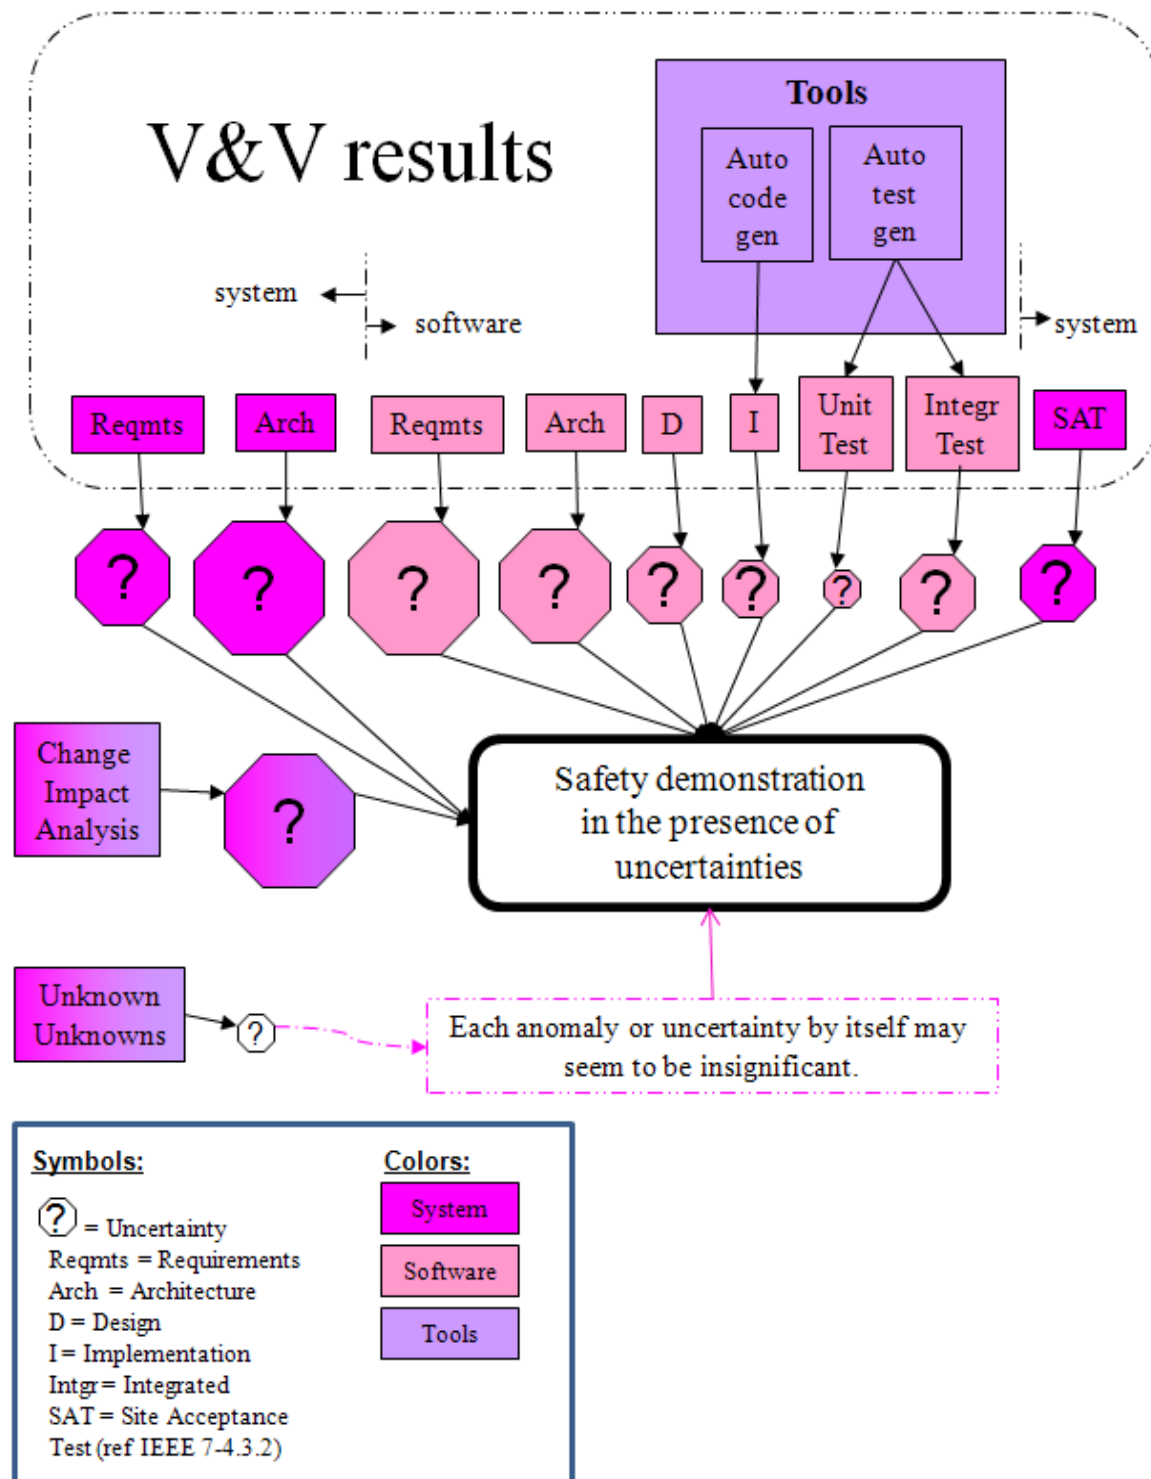 Tools
V&V results
Auto
code
gen
Auto
test
gen
system
software
system
Reqmts
Arch
Reqmts
Arch
D
I
Unit
Test
Integr
Test
SAT
?
?
?
?
?
?
?
?
?
Change
Impact
Analysis
?
Safety demonstration
in the presence of
uncertainties
Unknown
Unknowns
?
Each anomaly or uncertainty by itself may
seem to be insignificant.
Symbols:
? = Uncertainty
Reqmts = Requirements
Arch = Architecture
D = Design
I = Implementation
Intgr = Integrated
SAT = Site Acceptance
Test (ref IEEE 7-4.3.2)
Colors:
System
Software
Tools